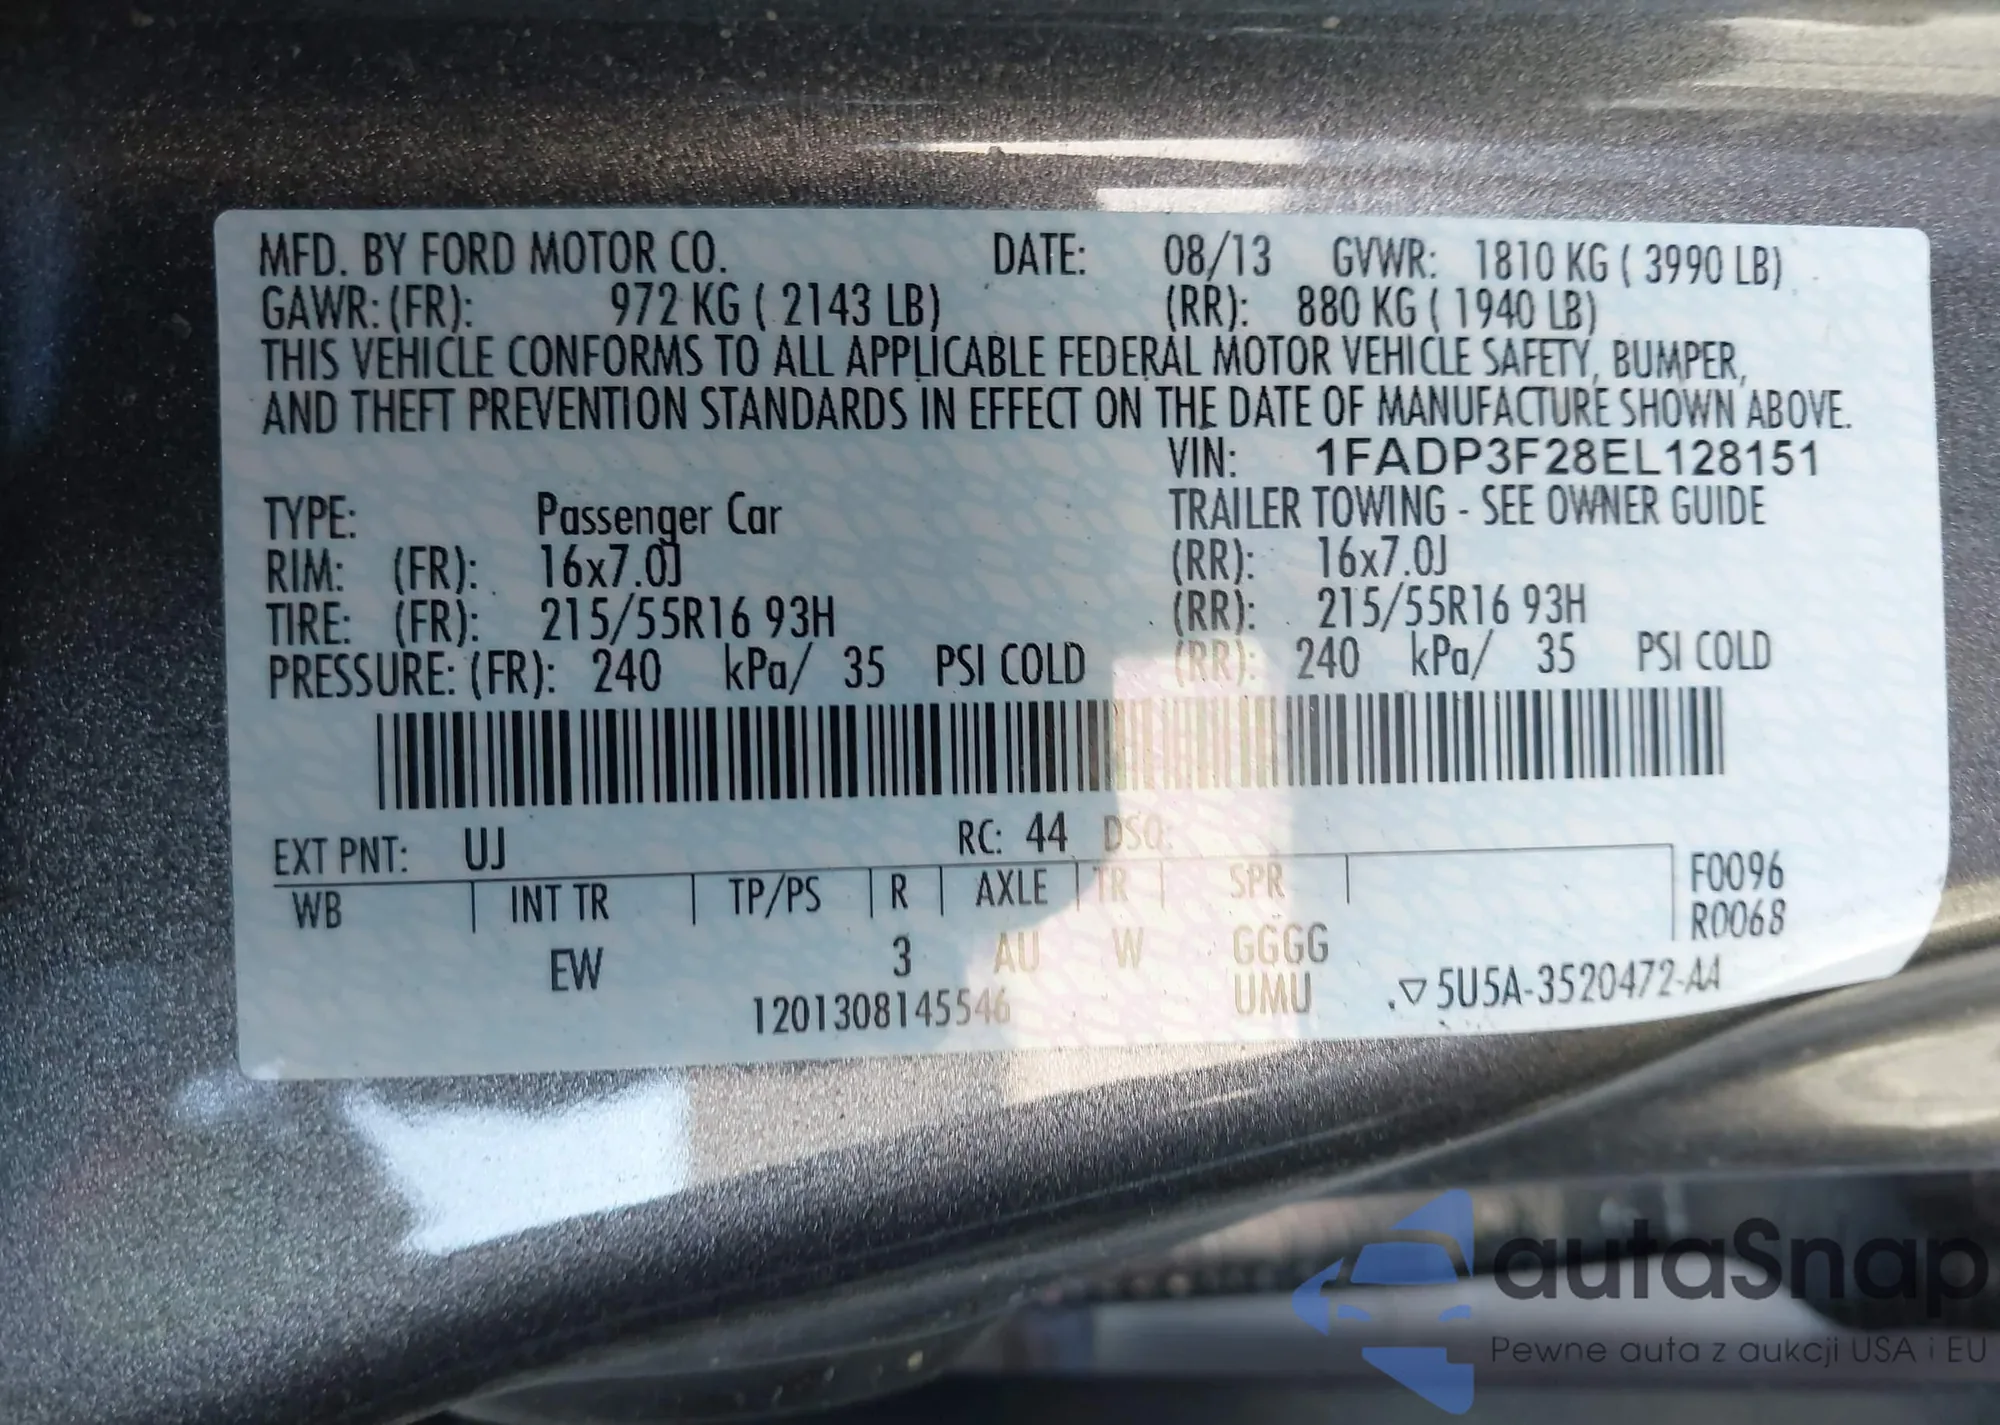 MFD. BY FORD MOTOR CO. DATE: 08/13 GVWR: 1810 KG ( 3990 LB)
GAWR: (FR): 972 KG ( 2143 LB) (RR): 880 KG ( 1940 LB)
THIS VEHICLE CONFORMS TO ALL APPLICABLE FEDERAL MOTOR VEHICLE SAFETY, BUMPER,
AND THEFT PREVENTION STANDARDS IN EFFECT ON THE DATE OF MANUFACTURE SHOWN ABOVE.
VIN: 1FADP3F28EL128151
TYPE: Passenger Car TRAILER TOWING - SEE OWNER GUIDE
RIM: (FR): 16x7.0J (RR): 16x7.0J
TIRE: (FR): 215/55R16 93H (RR): 215/55R16 93H
PRESSURE: (FR): 240 kPa/ 35 PSI COLD (RR): 240 kPa/ 35 PSI COLD
EXT PNT: UJ RC: 44 DSO:
WB INT TR TP/PS R AXLE TR SPR F0096
R0068
EW 3 AU W GGGG
1201308145546 UMU .▽5U5A-3520472-AA
autaSnap
Pewne auta z aukcji USA i EU